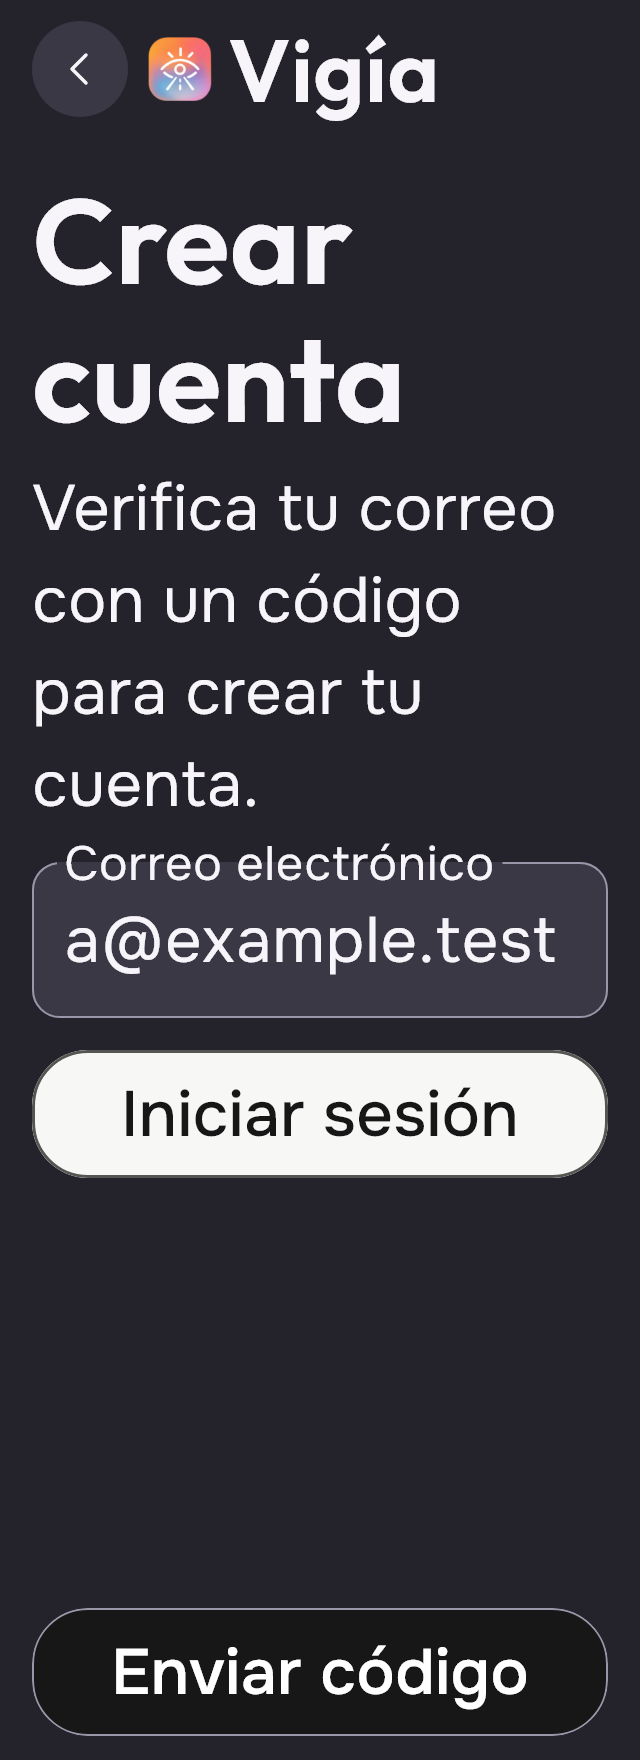 Vigía
Crear
cuenta
Verifica tu correo
con un código
para crear tu
cuenta.
Correo electrónico
a@example.test
Iniciar sesión
Enviar código